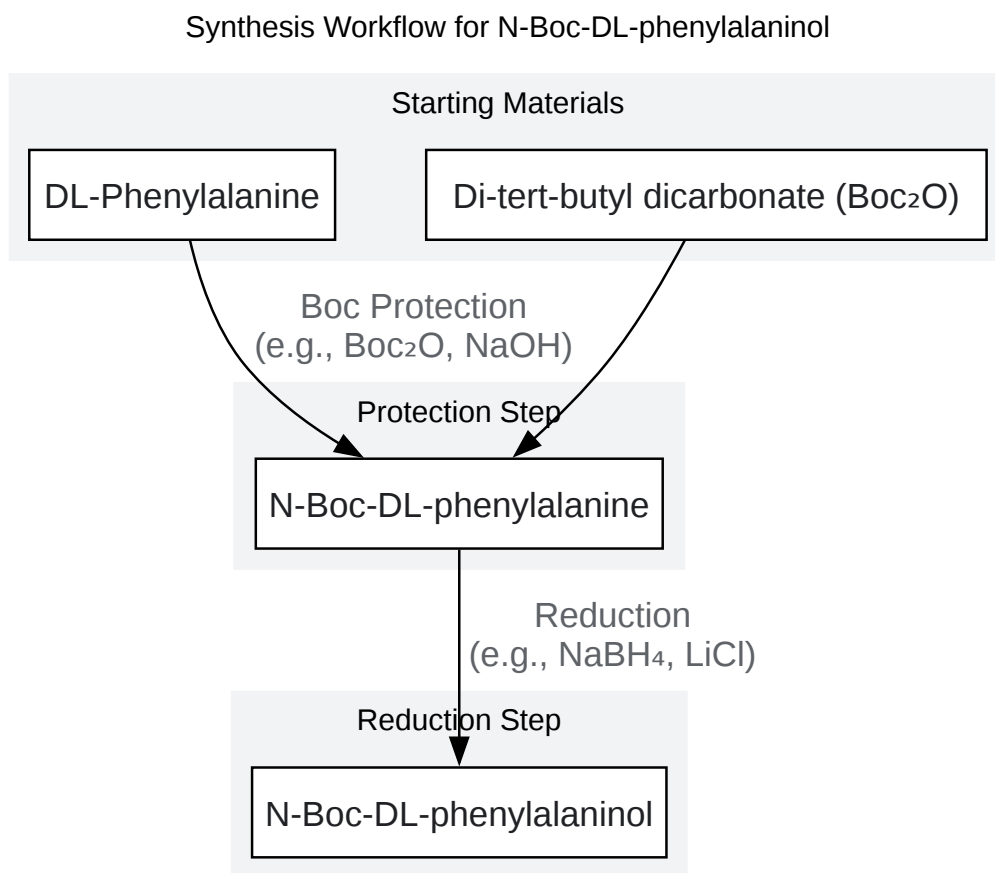 Synthesis Workflow for N-Boc-DL-phenylalaninol
Starting Materials
DL-Phenylalanine
Di-tert-butyl dicarbonate (Boc₂O)
Boc Protection
(e.g., Boc₂O, NaOH)
Protection Step
N-Boc-DL-phenylalanine
Reduction
(e.g., NaBH₄, LiCl)
Reduction Step
N-Boc-DL-phenylalaninol